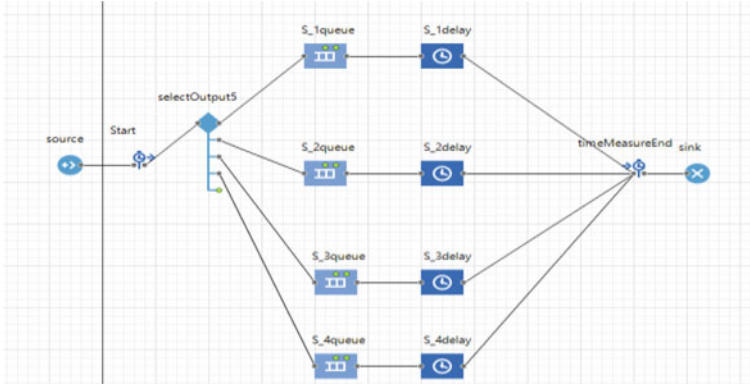 S_1queue
S_1delay
selectOutput5
Start
source
S_2queue
S_2delay
timeMeasureEnd
sink
S_3queue
S_3delay
S_4queue
S_4delay